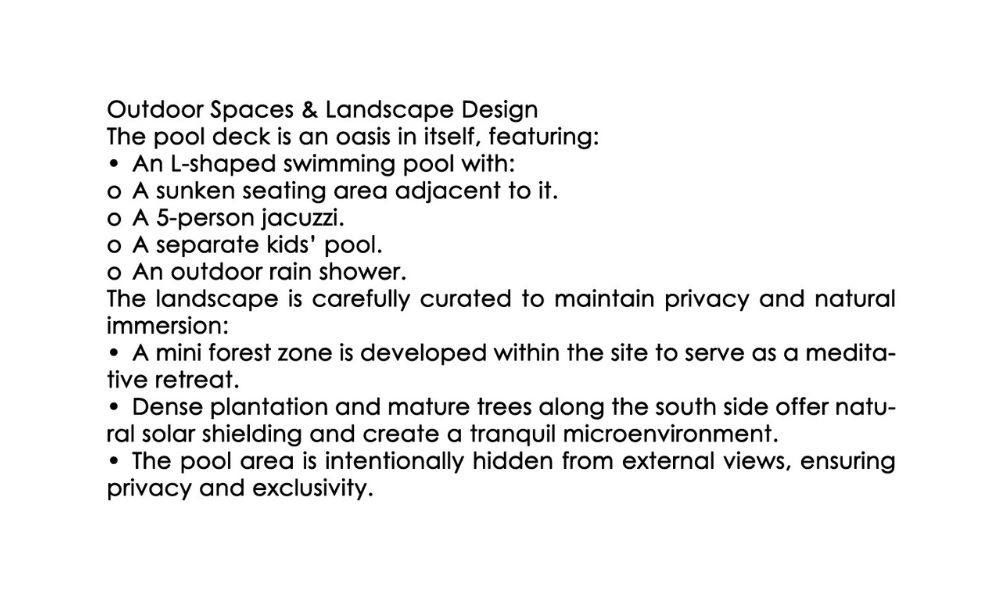 Outdoor Spaces & Landscape Design
The pool deck is an oasis in itself, featuring:
• An L-shaped swimming pool with:
o A sunken seating area adjacent to it.
o A 5-person jacuzzi.
o A separate kids’ pool.
o An outdoor rain shower.
The landscape is carefully curated to maintain privacy and natural
immersion:
• A mini forest zone is developed within the site to serve as a medita-
tive retreat.
• Dense plantation and mature trees along the south side offer natu-
ral solar shielding and create a tranquil microenvironment.
• The pool area is intentionally hidden from external views, ensuring
privacy and exclusivity.